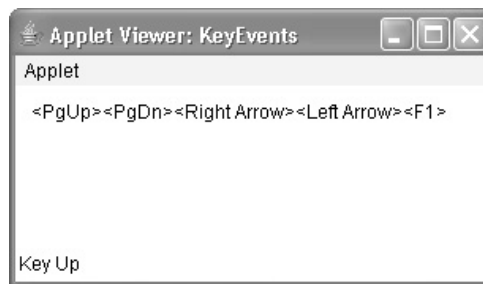 Applet Viewer: KeyEvents
Applet
<PgUp><PgDn><Right Arrow><Left Arrow><F1>
Key Up